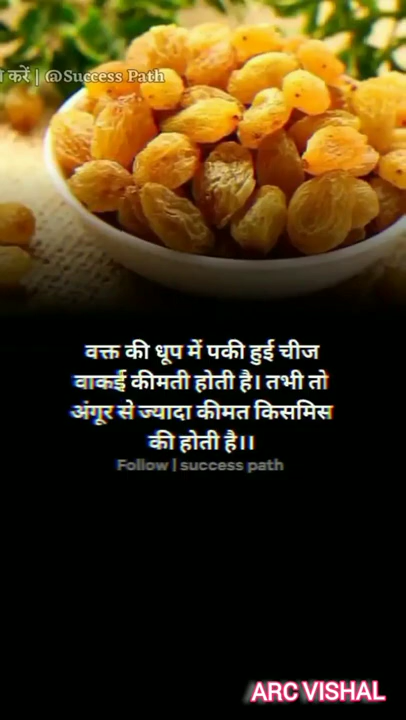 करें | @Success Path
वक्त की धूप में पकी हुई चीज
वाकई कीमती होती है। तभी तो
अंगूर से ज्यादा कीमत किसमिस
की होती है।।
Follow | success path
ARC VISHAL